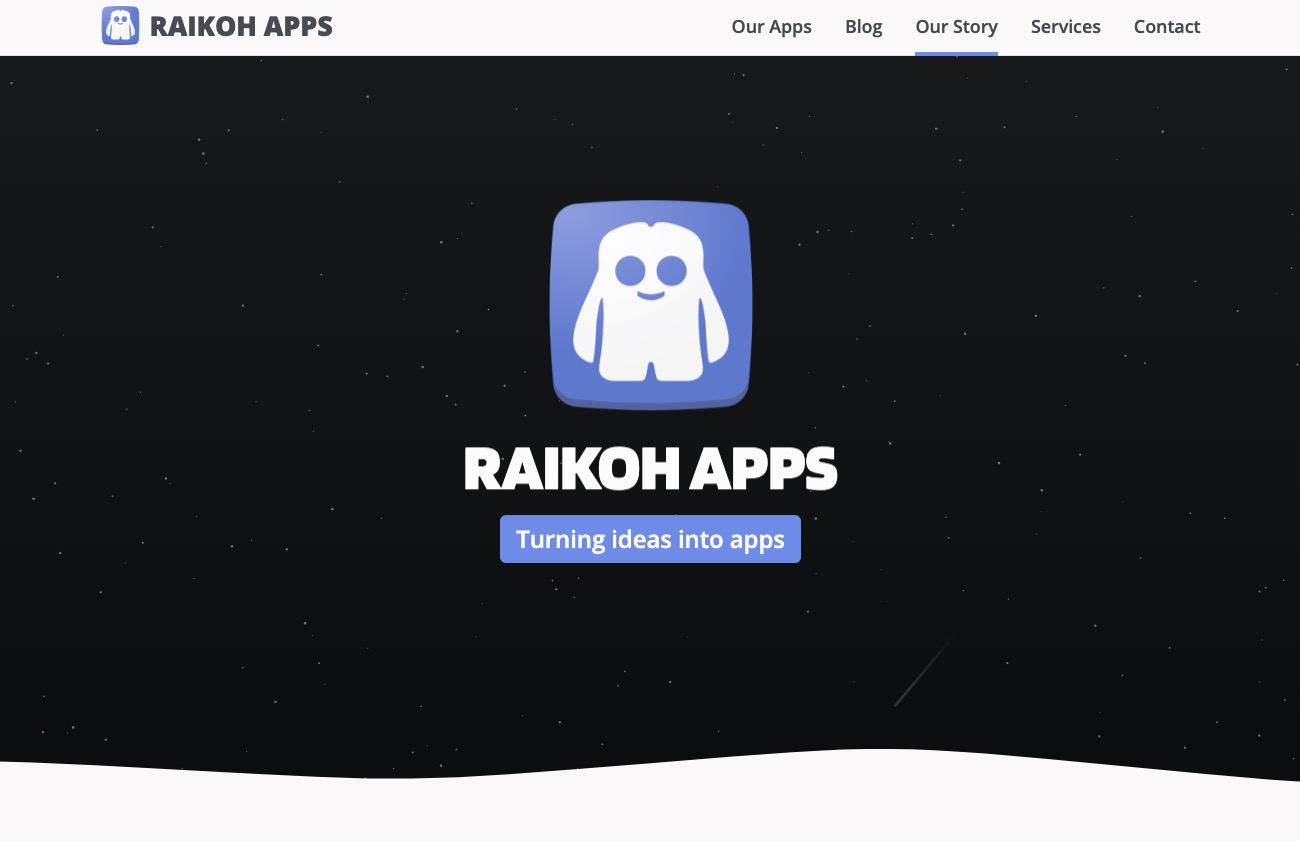 RAIKOH APPS
Our Apps
Blog
Our Story
Services
Contact
RAIKOH APPS
Turning ideas into apps